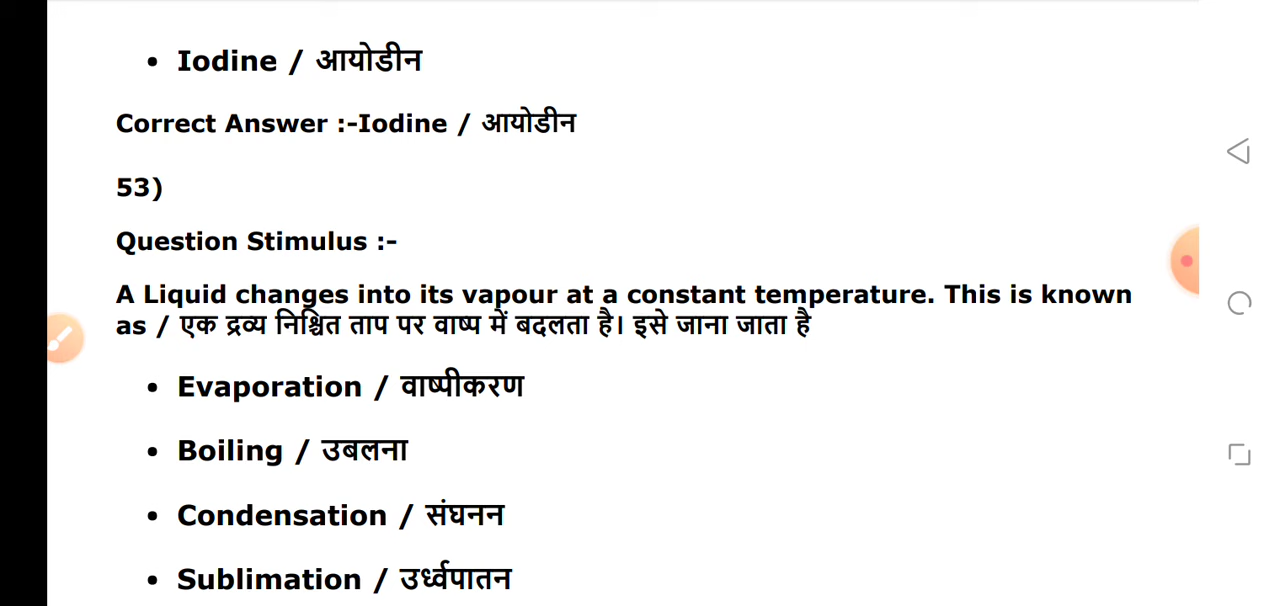 • Iodine / आयोडीन
Correct Answer :-Iodine / आयोडीन
53)
Question Stimulus :-
A Liquid changes into its vapour at a constant temperature. This is known
as / एक द्रव्य निश्चित ताप पर वाष्प में बदलता है। इसे जाना जाता है
• Evaporation / वाष्पीकरण
• Boiling / उबलना
• Condensation / संघनन
• Sublimation / उर्ध्वपातन